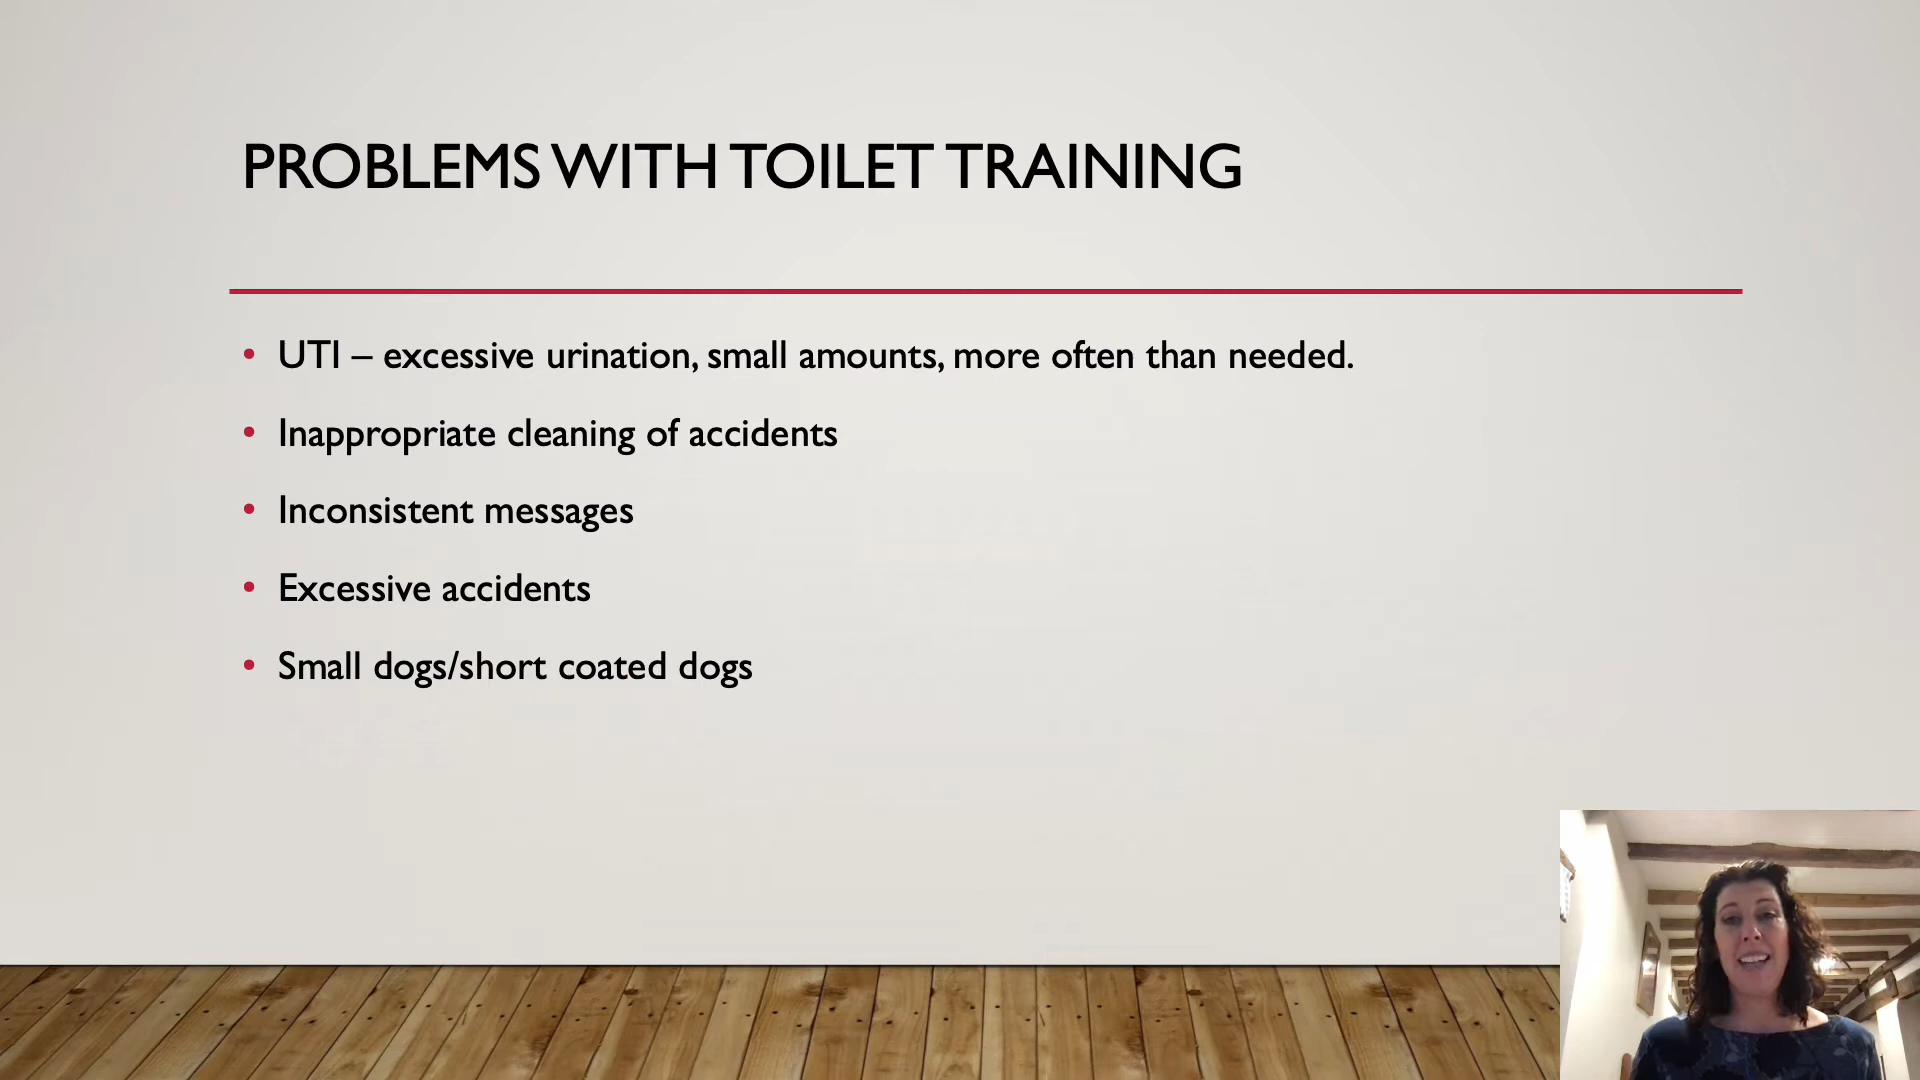 PROBLEMS WITH TOILET TRAINING
• UTI – excessive urination, small amounts, more often than needed.
• Inappropriate cleaning of accidents
• Inconsistent messages
• Excessive accidents
• Small dogs/short coated dogs